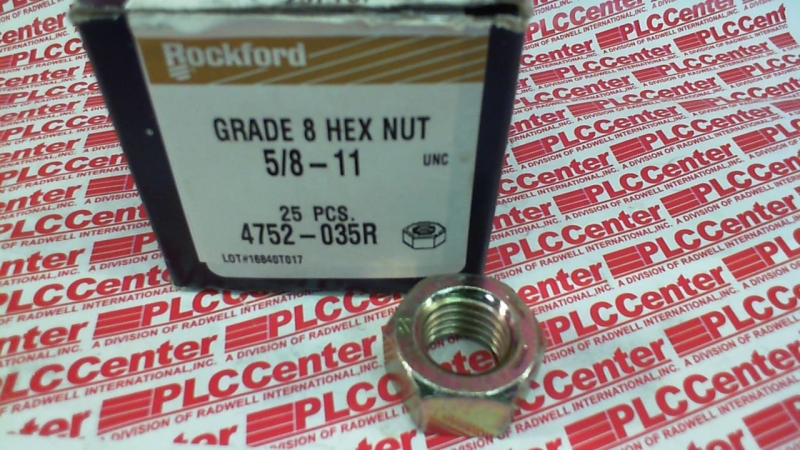 Rockford
GRADE 8 HEX NUT
5/8-11 UNC
25 PCS.
4752-035R
LOT#16840T017
PLCCenter
A DIVISION OF RADWELL INTERNATIONAL, INC.